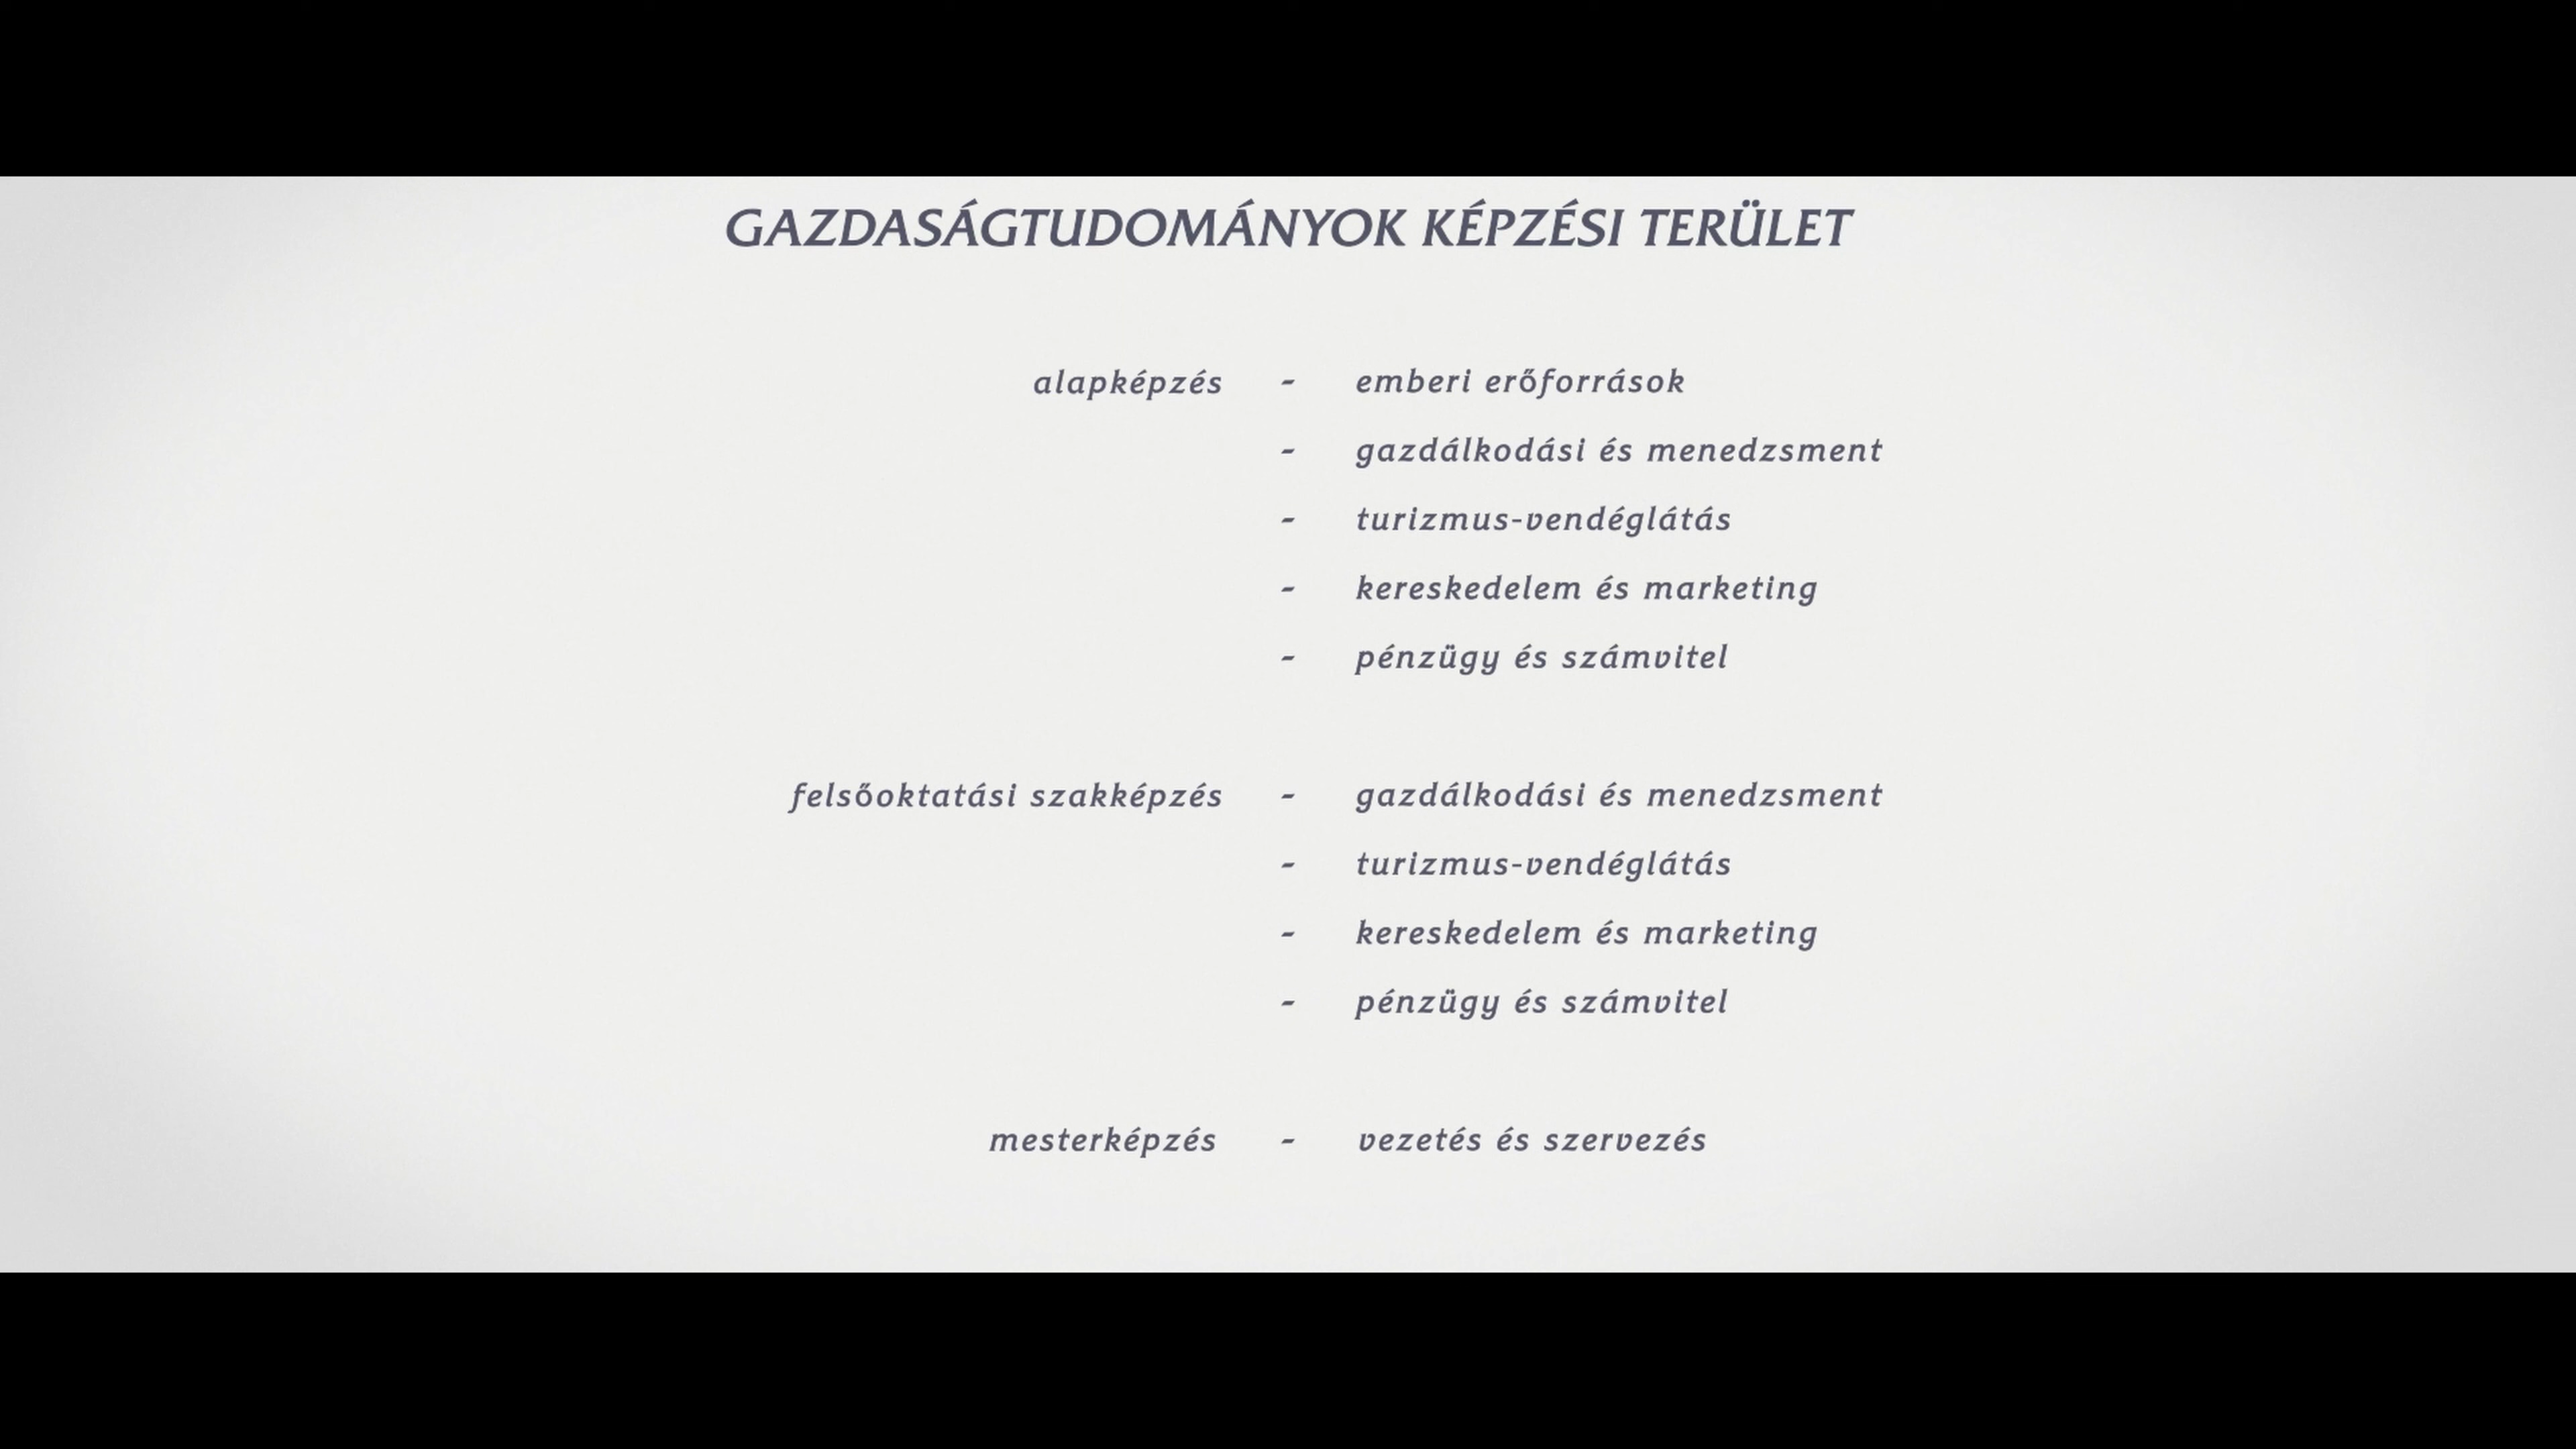 GAZDASÁGTUDOMÁNYOK KÉPZÉSI TERÜLET
alapképzés - emberi erőforrások
- gazdálkodási és menedzsment
- turizmus-vendéglátás
- kereskedelem és marketing
- pénzügy és számvitel
felsőoktatási szakképzés - gazdálkodási és menedzsment
- turizmus-vendéglátás
- kereskedelem és marketing
- pénzügy és számvitel
mesterképzés - vezetés és szervezés